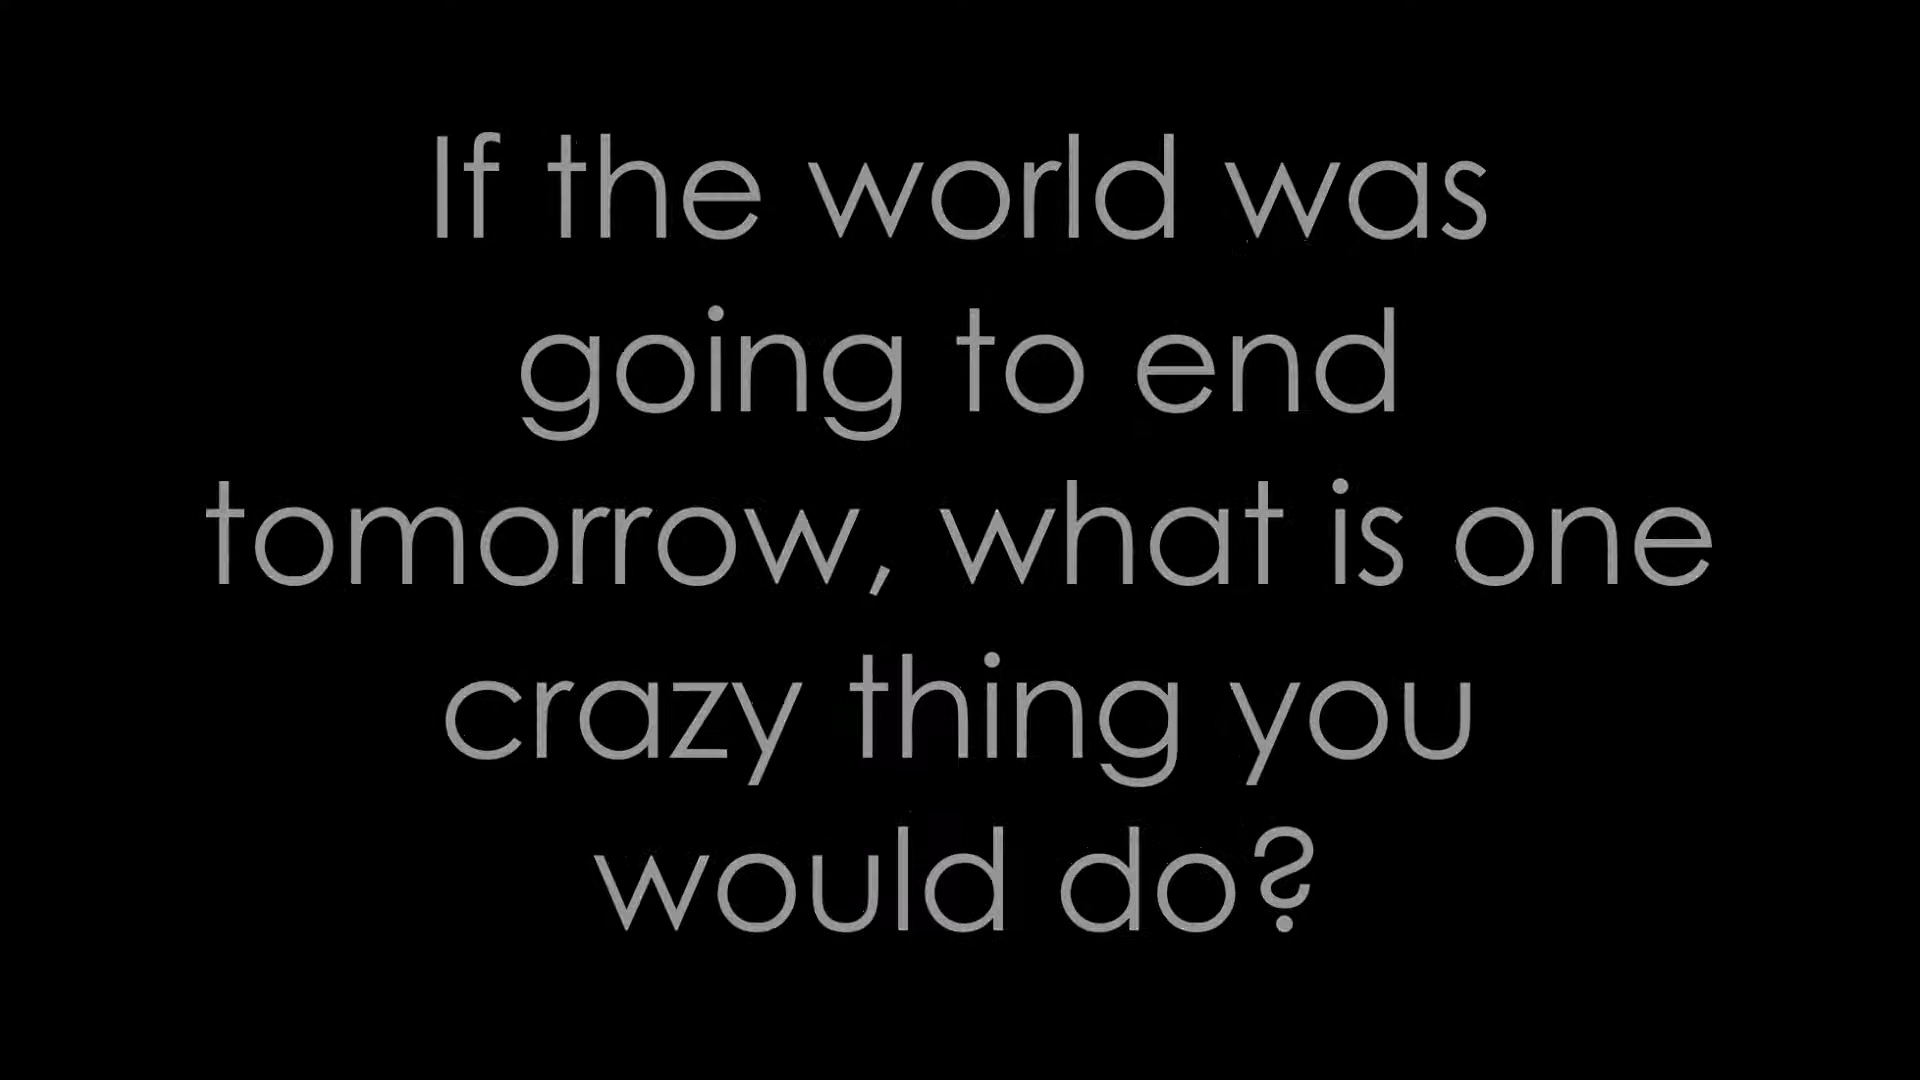 If the world was
going to end
tomorrow, what is one
crazy thing you
would do?